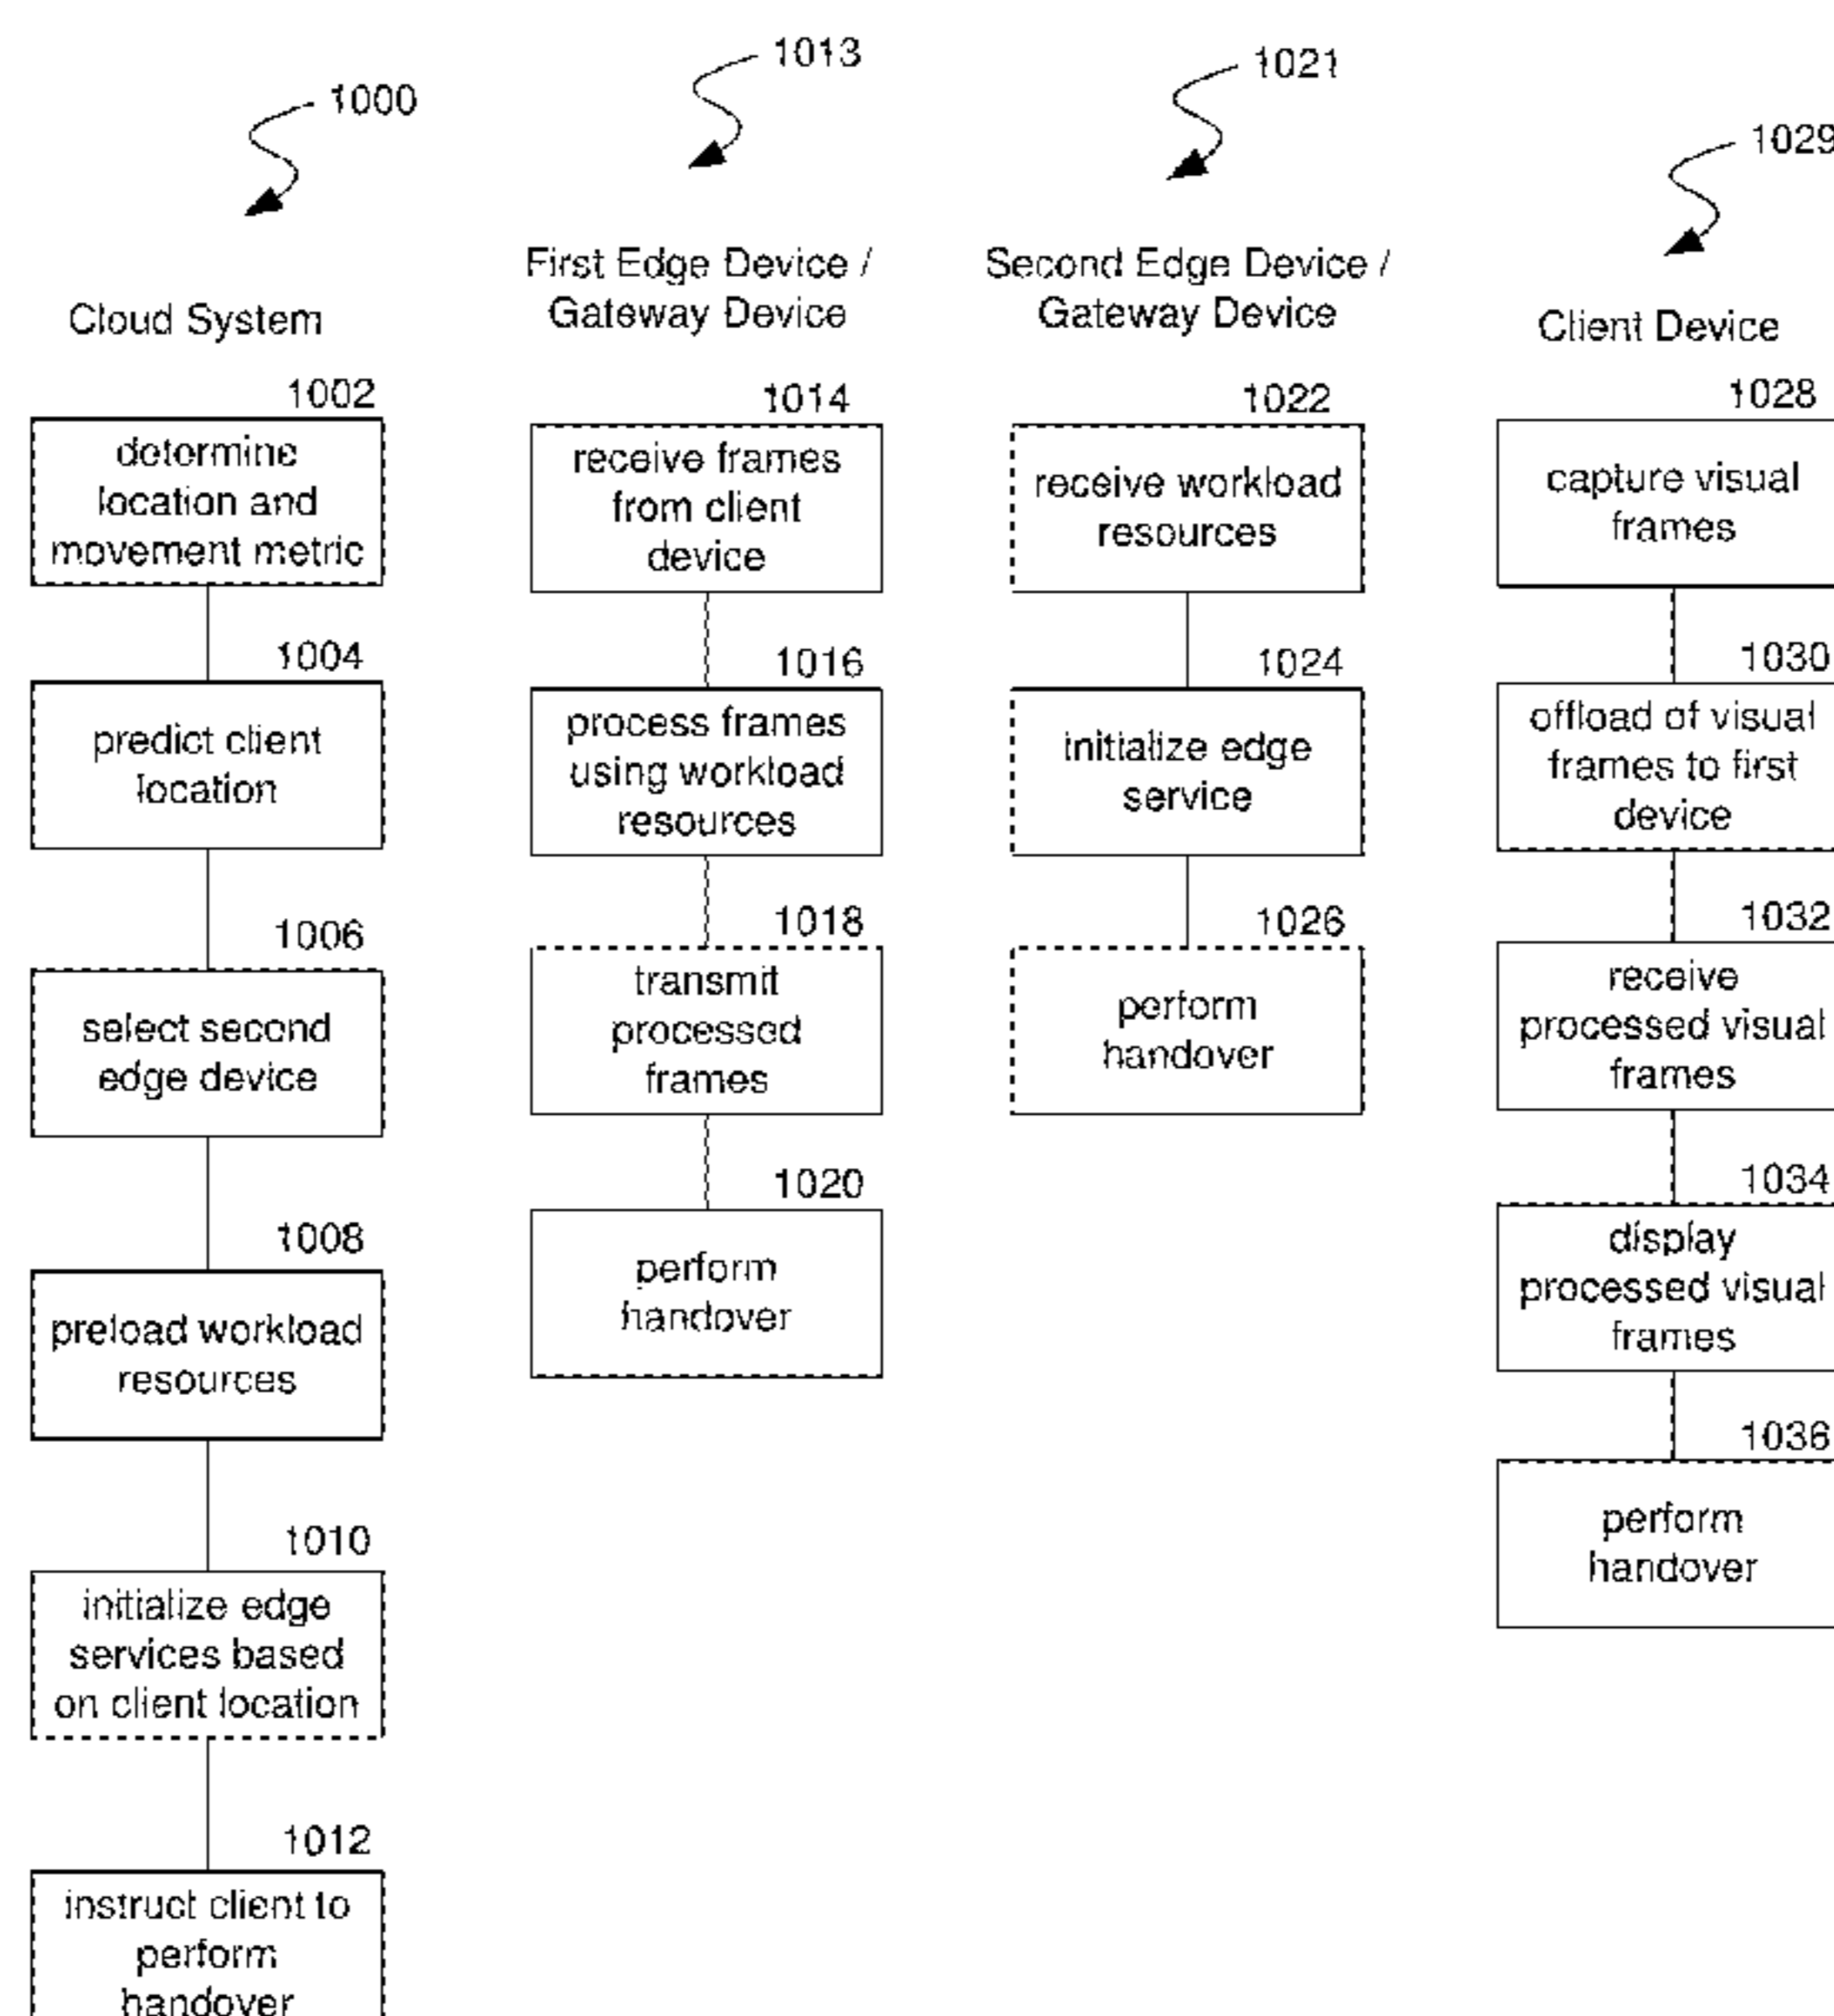 1000
Cloud System
1002
determine
location and
movement metric
1004
predict client
location
1006
select second
edge device
1008
preload workload
resources
1010
initialize edge
services based
on client location
1012
instruct client to
perform
handover
1013
First Edge Device /
Gateway Device
1014
receive frames
from client
device
1016
process frames
using workload
resources
1018
transmit
processed
frames
1020
perform
handover
1021
Second Edge Device /
Gateway Device
1022
receive workload
resources
1024
initialize edge
service
1026
perform
handover
1029
Client Device
1028
capture visual
frames
1030
offload of visual
frames to first
device
1032
receive
processed visual
frames
1034
display
processed visual
frames
1036
perform
handover